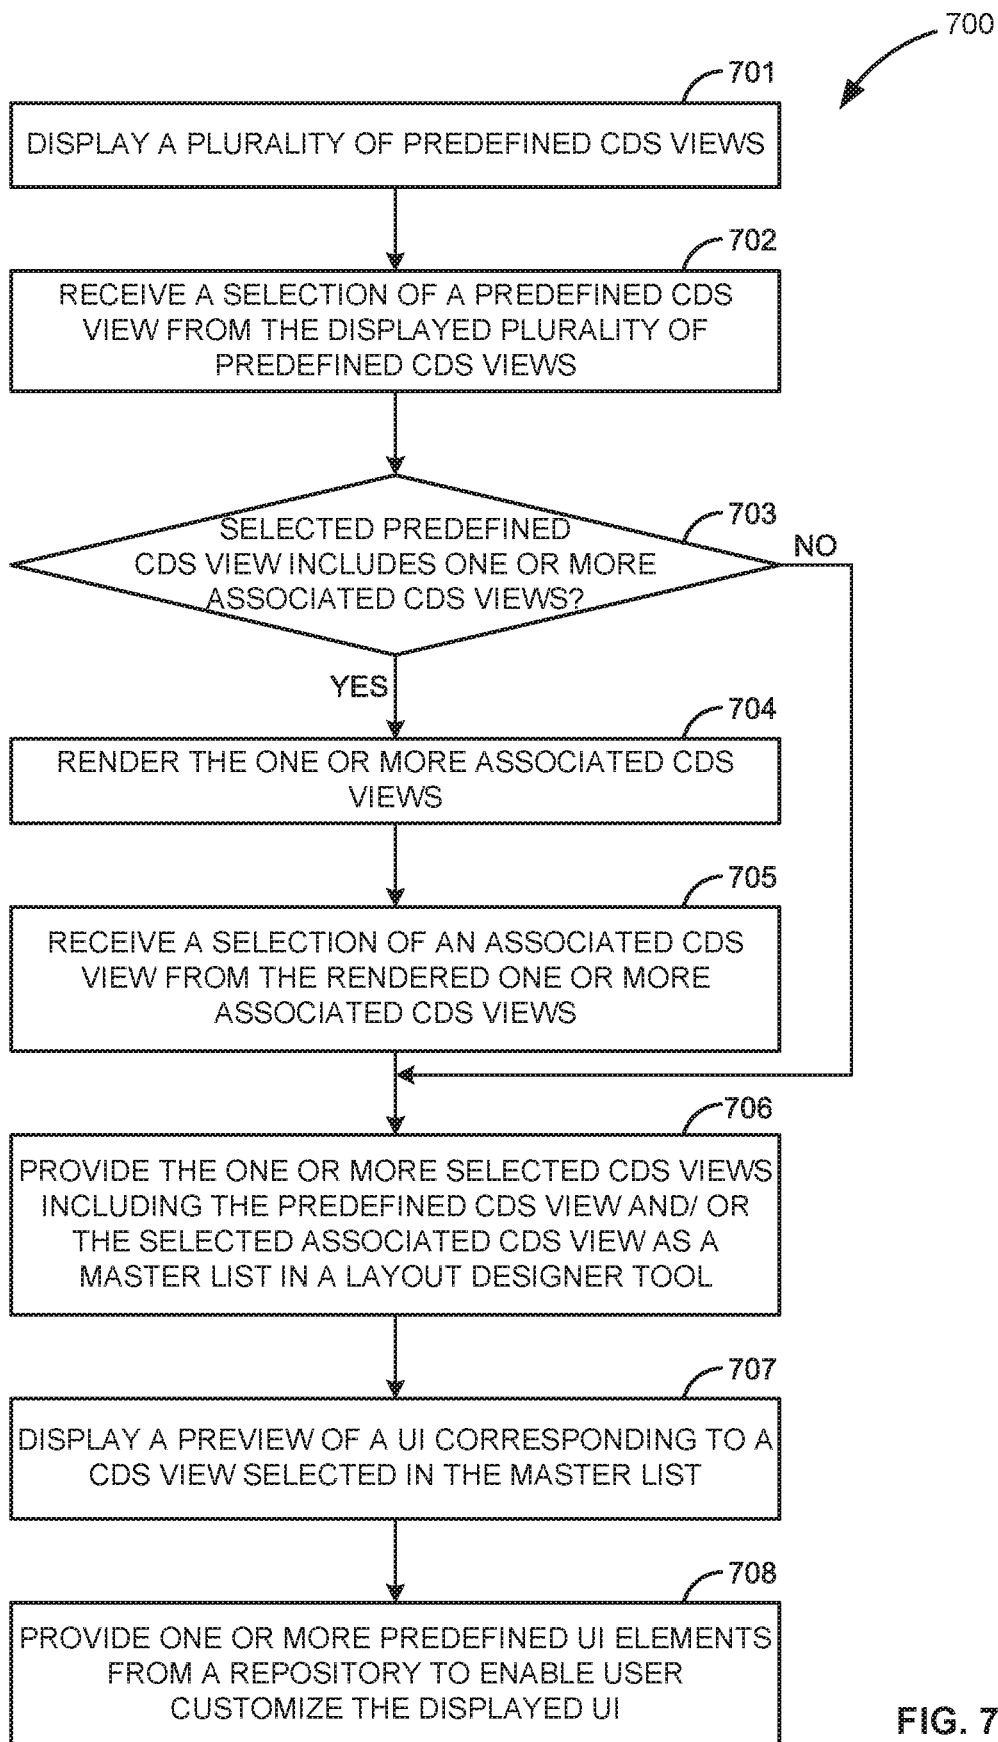 700
701
DISPLAY A PLURALITY OF PREDEFINED CDS VIEWS
702
RECEIVE A SELECTION OF A PREDEFINED CDS
VIEW FROM THE DISPLAYED PLURALITY OF
PREDEFINED CDS VIEWS
703
SELECTED PREDEFINED
CDS VIEW INCLUDES ONE OR MORE
ASSOCIATED CDS VIEWS?
NO
YES
704
RENDER THE ONE OR MORE ASSOCIATED CDS
VIEWS
705
RECEIVE A SELECTION OF AN ASSOCIATED CDS
VIEW FROM THE RENDERED ONE OR MORE
ASSOCIATED CDS VIEWS
706
PROVIDE THE ONE OR MORE SELECTED CDS VIEWS
INCLUDING THE PREDEFINED CDS VIEW AND/ OR
THE SELECTED ASSOCIATED CDS VIEW AS A
MASTER LIST IN A LAYOUT DESIGNER TOOL
707
DISPLAY A PREVIEW OF A UI CORRESPONDING TO A
CDS VIEW SELECTED IN THE MASTER LIST
708
PROVIDE ONE OR MORE PREDEFINED UI ELEMENTS
FROM A REPOSITORY TO ENABLE USER
CUSTOMIZE THE DISPLAYED UI
FIG. 7